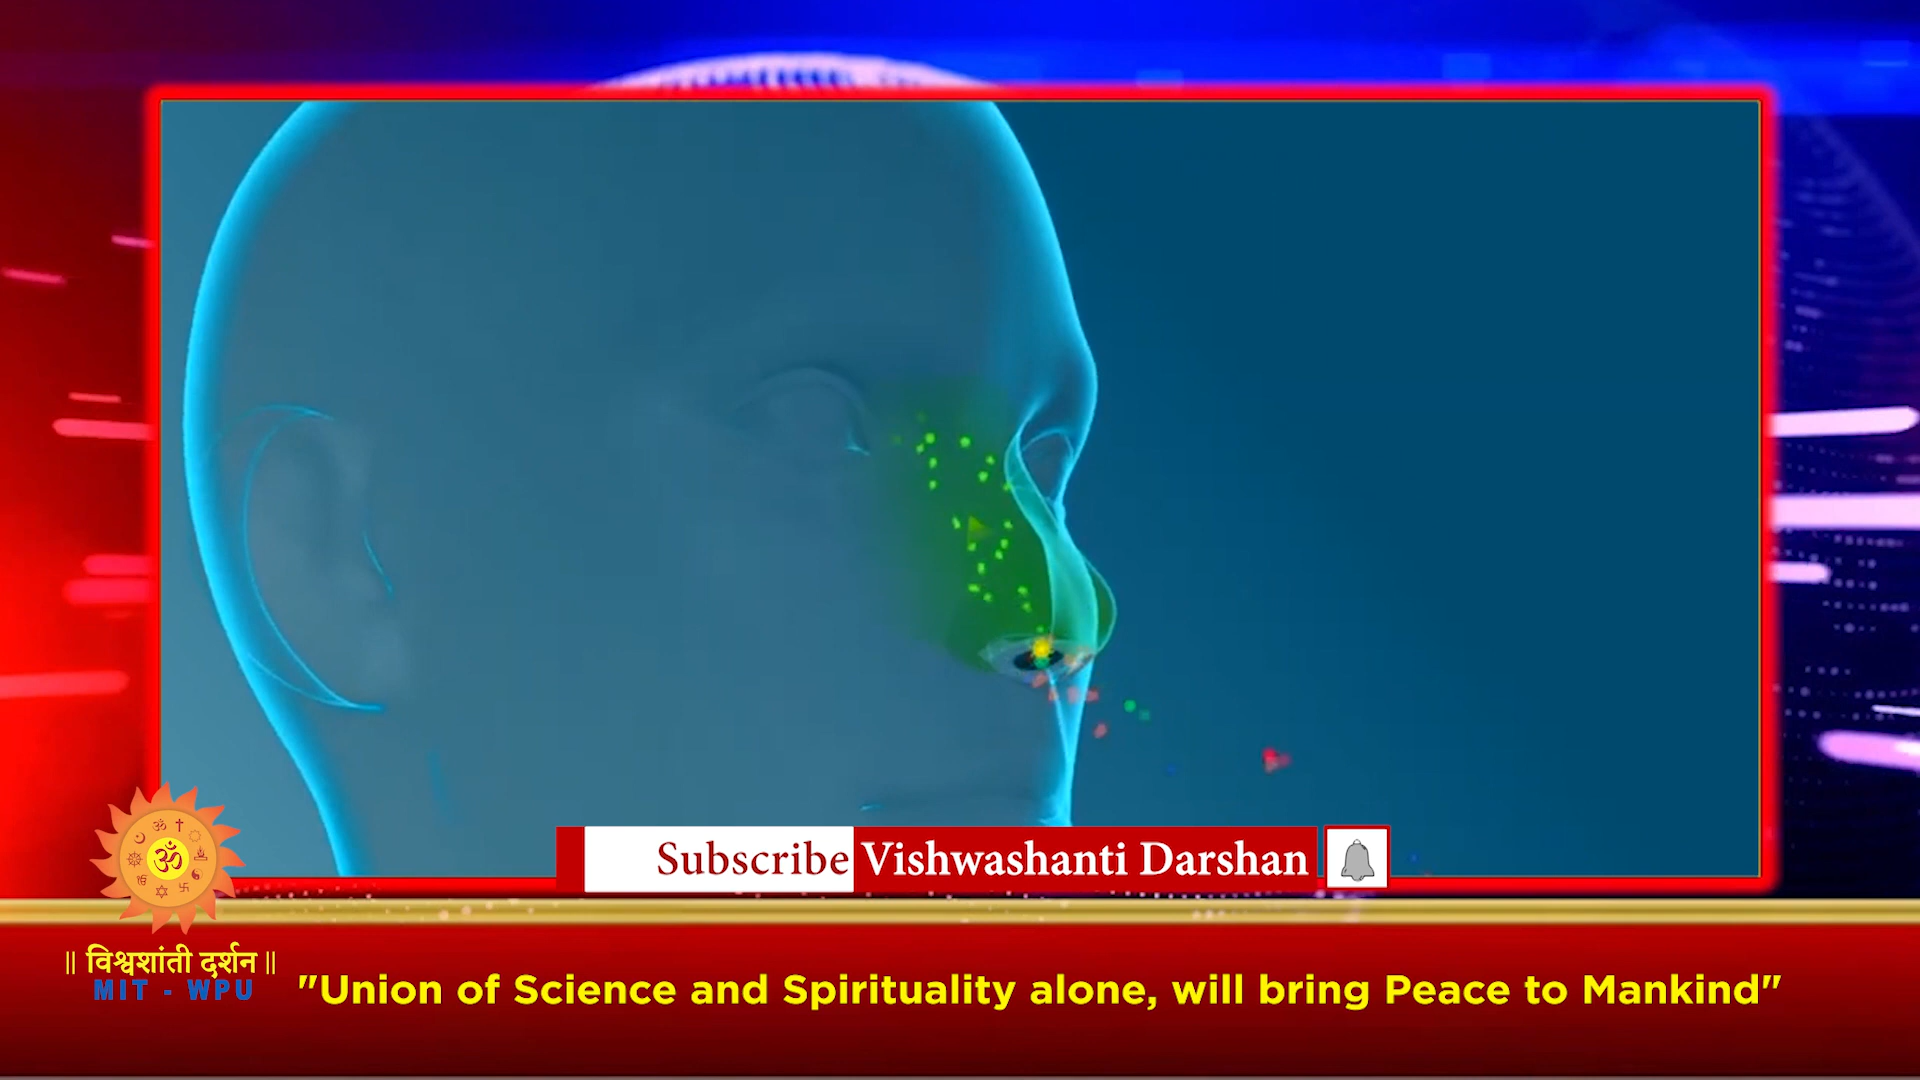 Subscribe Vishwashanti Darshan
|| विश्वशांती दर्शन ||
MIT - WPU
"Union of Science and Spirituality alone, will bring Peace to Mankind"